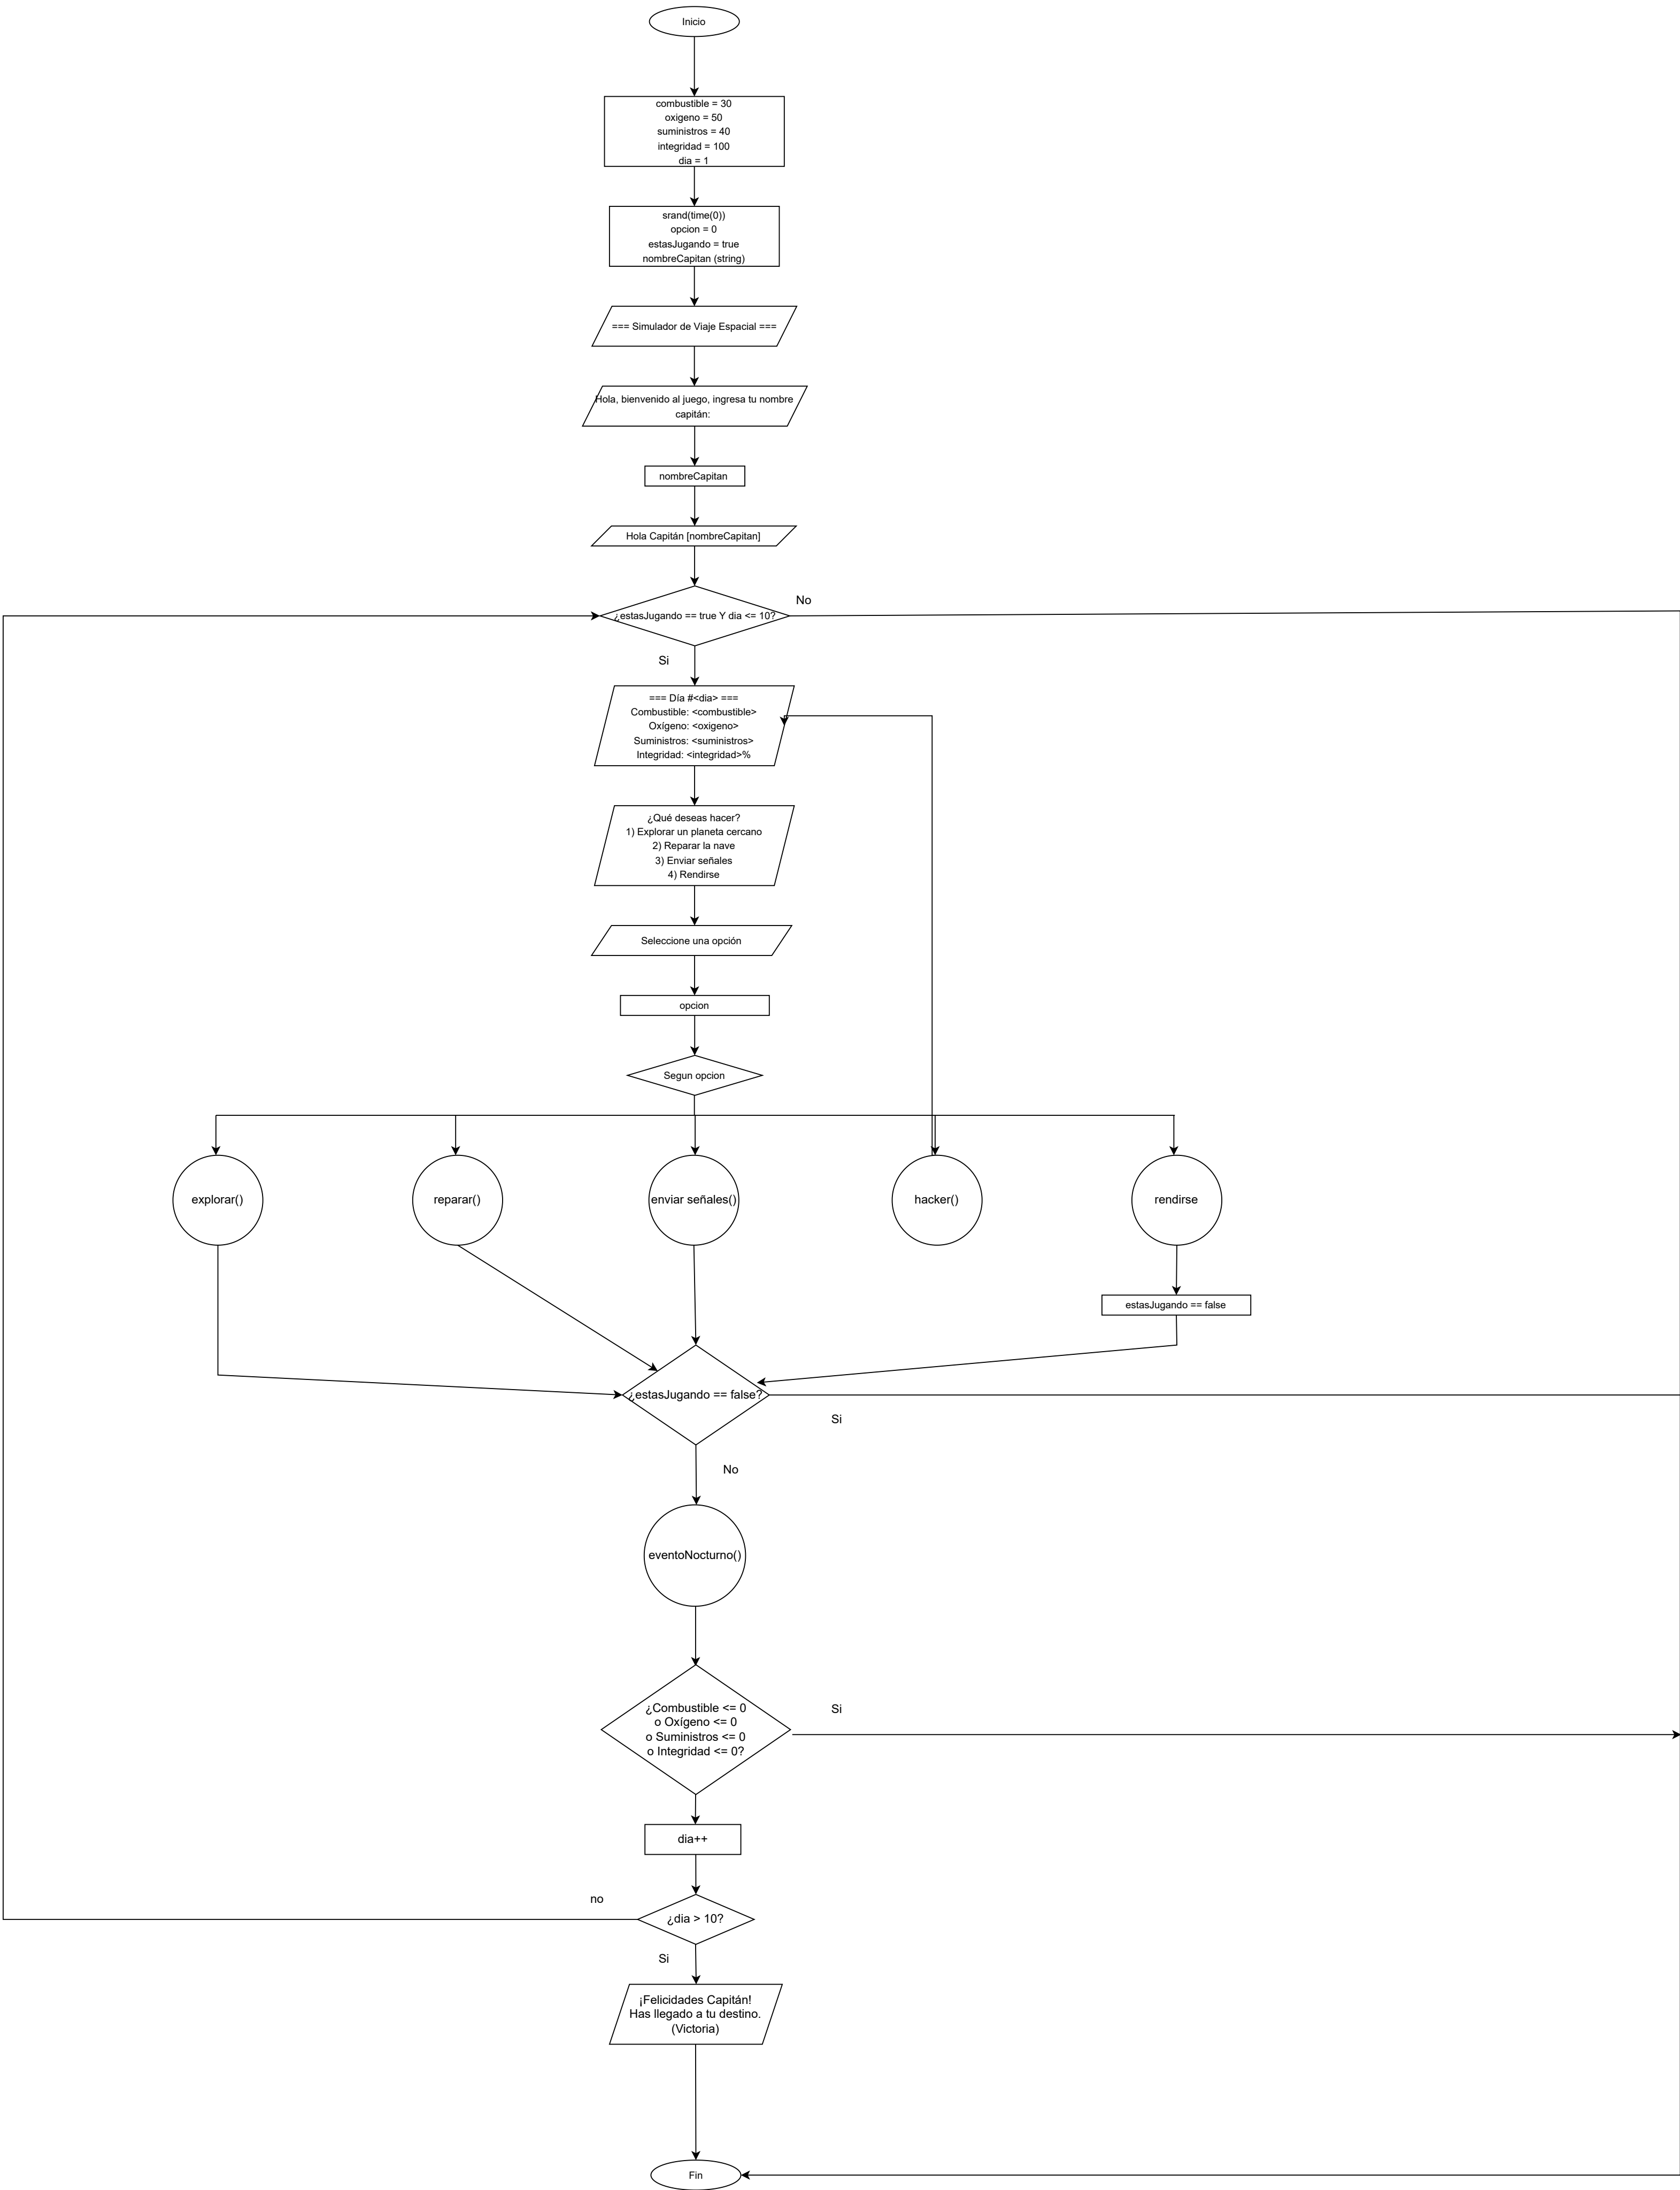 Inicio
combustible = 30
oxigeno = 50
suministros = 40
integridad = 100
dia = 1
srand(time(0))
opcion = 0
estasJugando = true
nombreCapitan (string)
=== Simulador de Viaje Espacial ===
Hola, bienvenido al juego, ingresa tu nombre
capitán:
nombreCapitan
Hola Capitán [nombreCapitan]
No
¿estasJugando == true Y dia <= 10?
Si
=== Día #<dia> ===
Combustible: <combustible>
Oxígeno: <oxigeno>
Suministros: <suministros>
Integridad: <integridad>%
¿Qué deseas hacer?
1) Explorar un planeta cercano
2) Reparar la nave
3) Enviar señales
4) Rendirse
Seleccione una opción
opcion
Segun opcion
explorar()
reparar()
enviar señales()
hacker()
rendirse
estasJugando == false
¿estasJugando == false?
Si
No
eventoNocturno()
¿Combustible <= 0
o Oxígeno <= 0
o Suministros <= 0
o Integridad <= 0?
Si
dia++
no
¿dia > 10?
Si
¡Felicidades Capitán!
Has llegado a tu destino.
(Victoria)
Fin